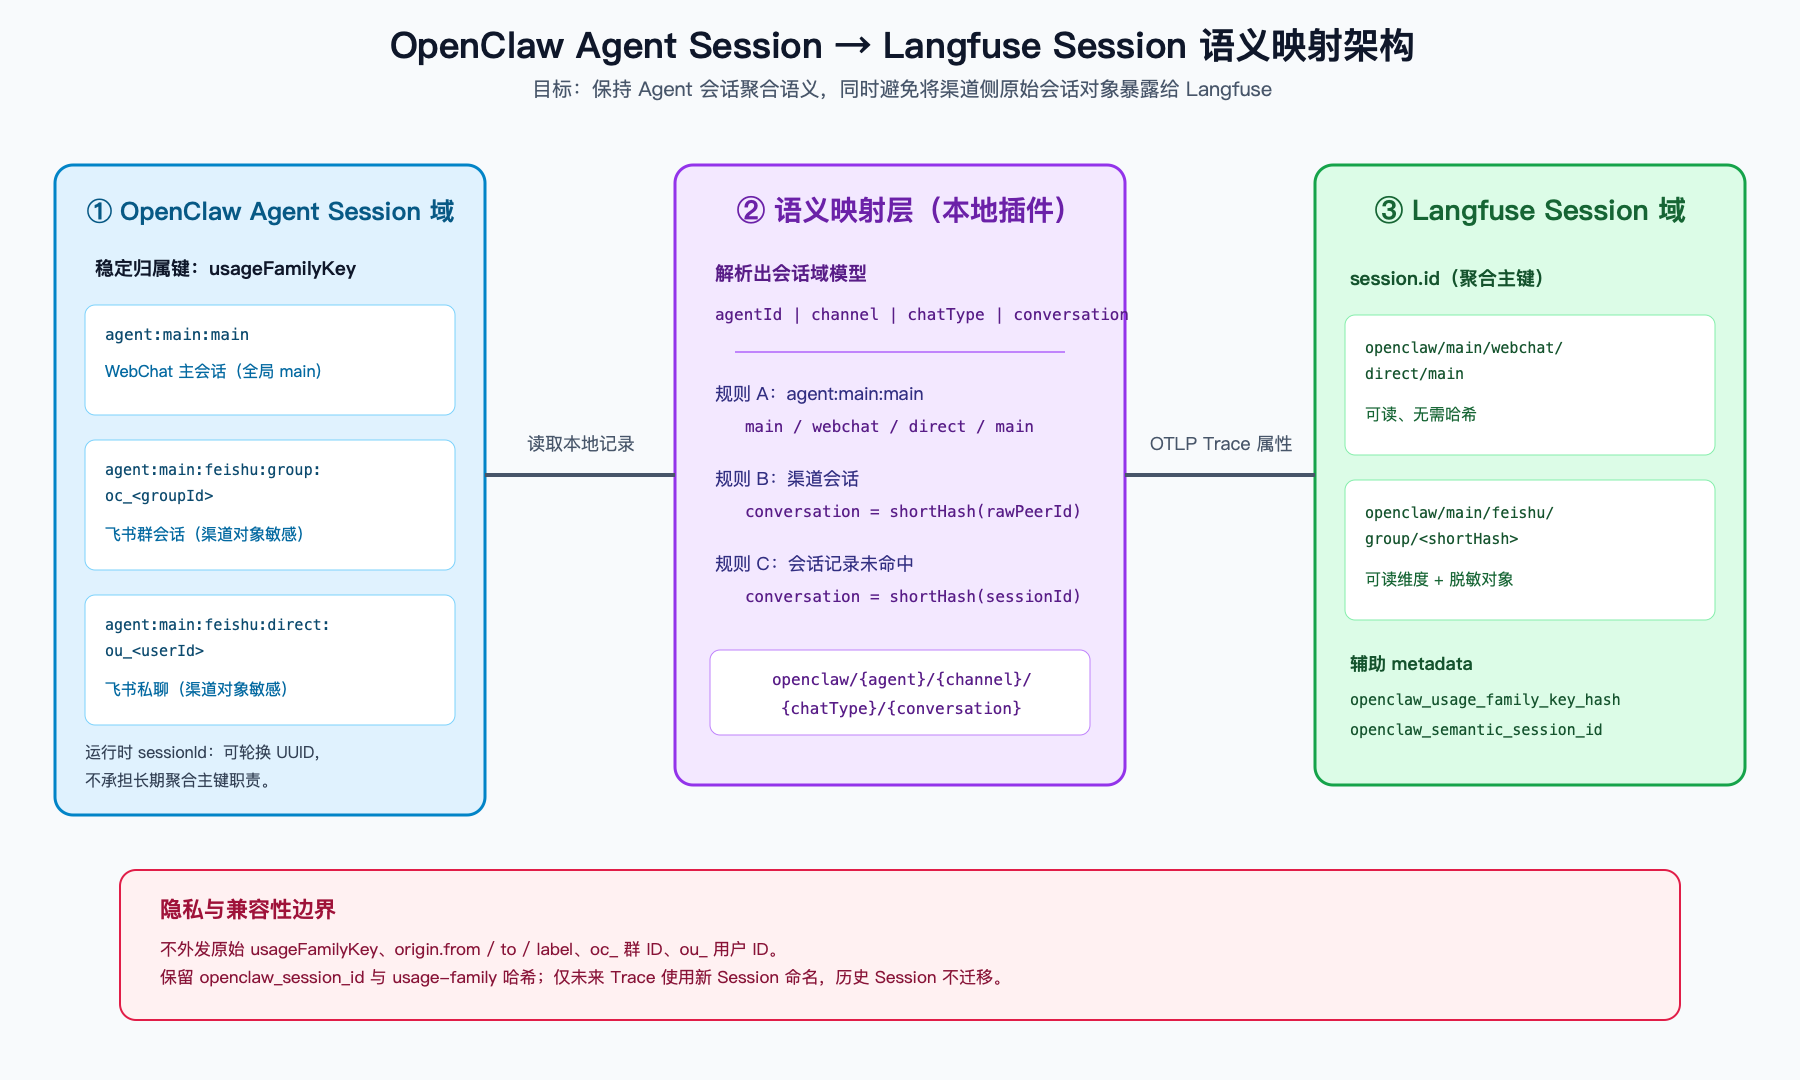 OpenClaw Agent Session → Langfuse Session 语义映射架构
目标：保持 Agent 会话聚合语义，同时避免将渠道侧原始会话对象暴露给 Langfuse
① OpenClaw Agent Session 域
稳定归属键：usageFamilyKey
agent:main:main
WebChat 主会话（全局 main）
agent:main:feishu:group:
oc_<groupId>
飞书群会话（渠道对象敏感）
agent:main:feishu:direct:
ou_<userId>
飞书私聊（渠道对象敏感）
运行时 sessionId：可轮换 UUID，
不承担长期聚合主键职责。
读取本地记录
② 语义映射层（本地插件）
解析出会话域模型
agentId | channel | chatType | conversation
规则 A：agent:main:main
main / webchat / direct / main
规则 B：渠道会话
conversation = shortHash(rawPeerId)
规则 C：会话记录未命中
conversation = shortHash(sessionId)
openclaw/{agent}/{channel}/
{chatType}/{conversation}
OTLP Trace 属性
③ Langfuse Session 域
session.id（聚合主键）
openclaw/main/webchat/
direct/main
可读、无需哈希
openclaw/main/feishu/
group/<shortHash>
可读维度 + 脱敏对象
辅助 metadata
openclaw_usage_family_key_hash
openclaw_semantic_session_id
隐私与兼容性边界
不外发原始 usageFamilyKey、origin.from / to / label、oc_ 群 ID、ou_ 用户 ID。
保留 openclaw_session_id 与 usage-family 哈希；仅未来 Trace 使用新 Session 命名，历史 Session 不迁移。